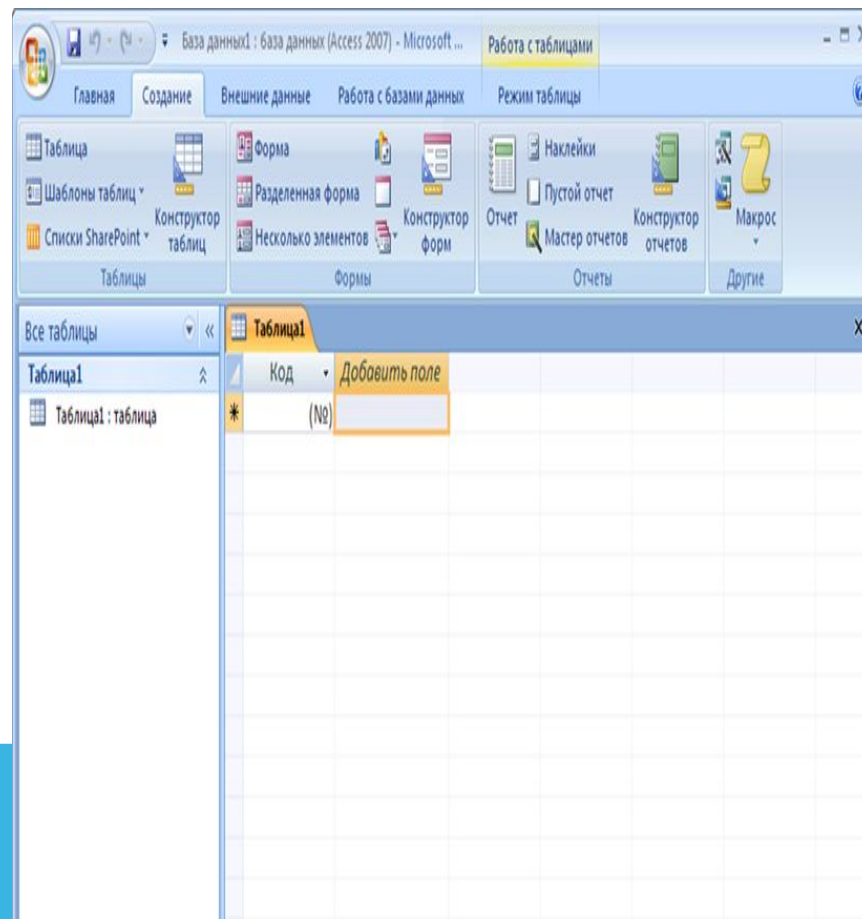 База данных1 : база данных (Access 2007) - Microsoft ...
Работа с таблицами
Главная
Создание
Внешние данные
Работа с базами данных
Режим таблицы
Таблица
Шаблоны таблиц
Списки SharePoint
Конструктор
таблиц
Таблицы
Форма
Разделенная форма
Несколько элементов
Конструктор
форм
Формы
Отчет
Наклейки
Пустой отчет
Мастер отчетов
Конструктор
отчетов
Отчеты
Макрос
Другие
Все таблицы
Таблица1
Таблица1 : таблица
Таблица1
Код
Добавить поле
(№)